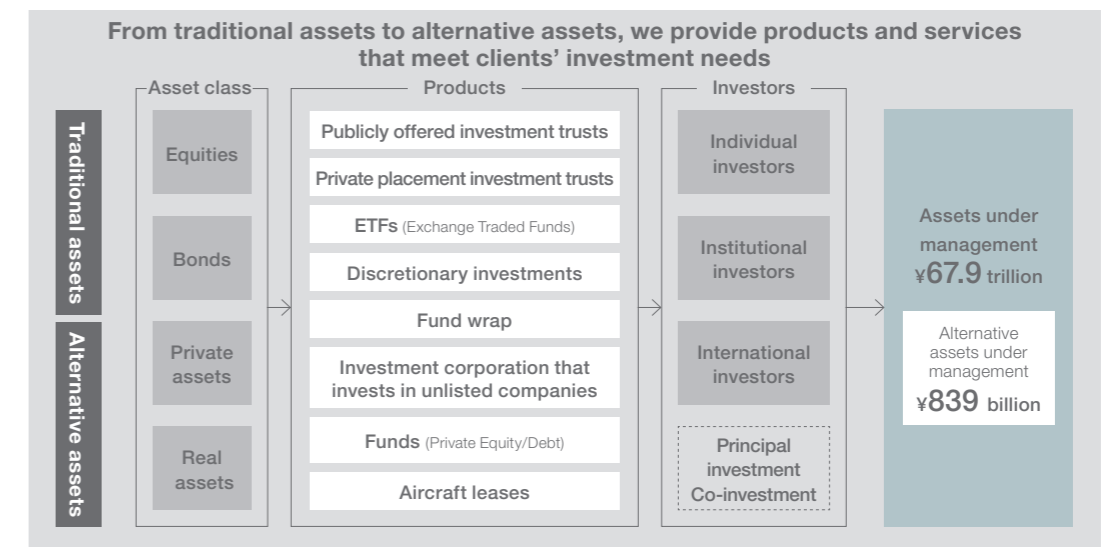 From traditional assets to alternative assets, we provide products and services
that meet clients’ investment needs
Asset class
Products
Investors
Traditional assets
Alternative assets
Equities
Bonds
Private
assets
Real
assets
Publicly offered investment trusts
Private placement investment trusts
ETFs (Exchange Traded Funds)
Discretionary investments
Fund wrap
Investment corporation that
invests in unlisted companies
Funds (Private Equity/Debt)
Aircraft leases
Individual
investors
Institutional
investors
International
investors
Principal
investment
Co-investment
Assets under
management
¥67.9 trillion
Alternative
assets under
management
¥839 billion